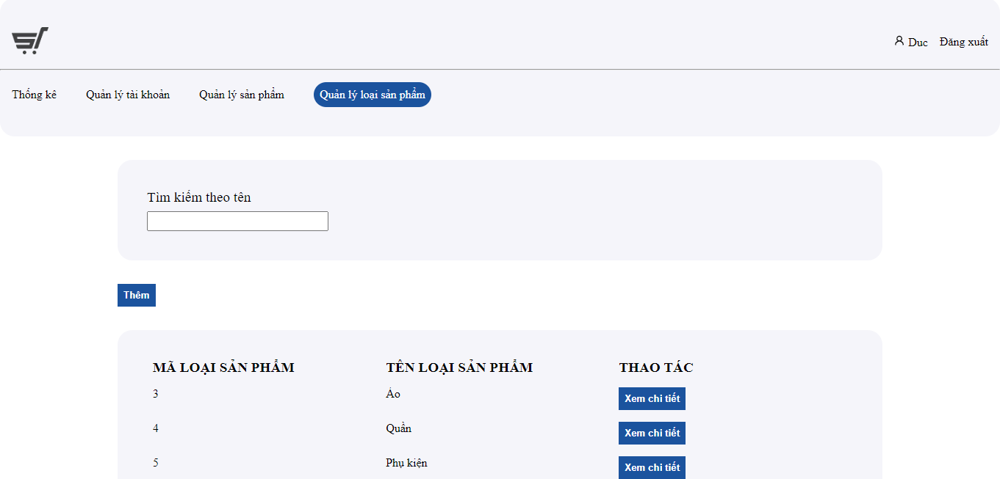 Duc Đăng xuất
Thống kê Quản lý tài khoản Quản lý sản phẩm Quản lý loại sản phẩm
Tìm kiếm theo tên
Thêm
MÃ LOẠI SẢN PHẨM TÊN LOẠI SẢN PHẨM THAO TÁC
3 Áo Xem chi tiết
4 Quần Xem chi tiết
5 Phụ kiện Xem chi tiết